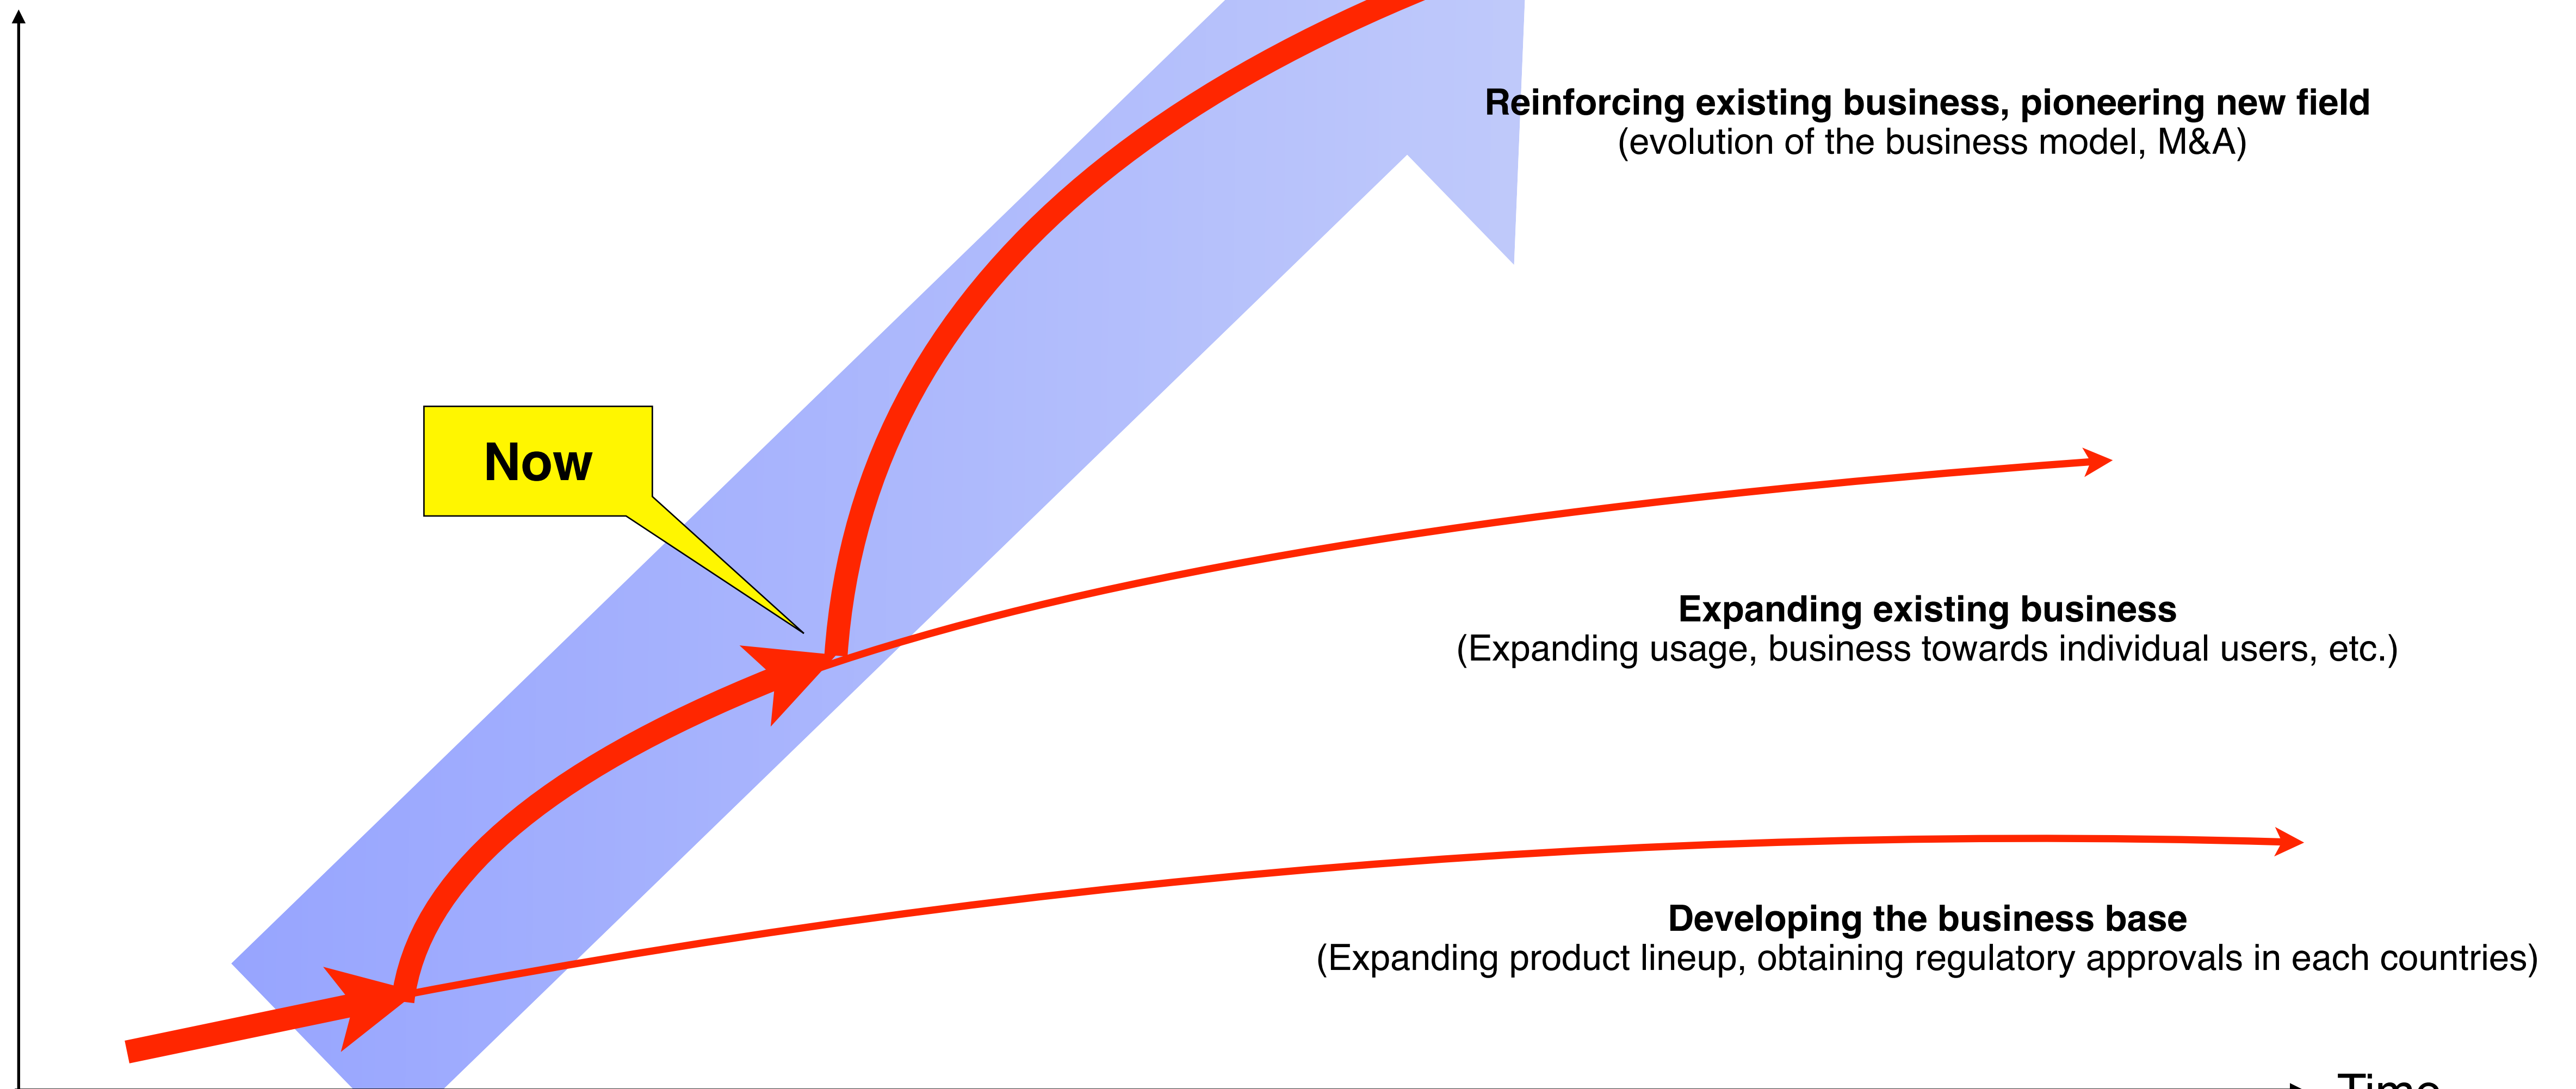 Reinforcing existing business, pioneering new field
(evolution of the business model, M&A)
Now
Expanding existing business
(Expanding usage, business towards individual users, etc.)
Developing the business base
(Expanding product lineup, obtaining regulatory approvals in each countries)
Time